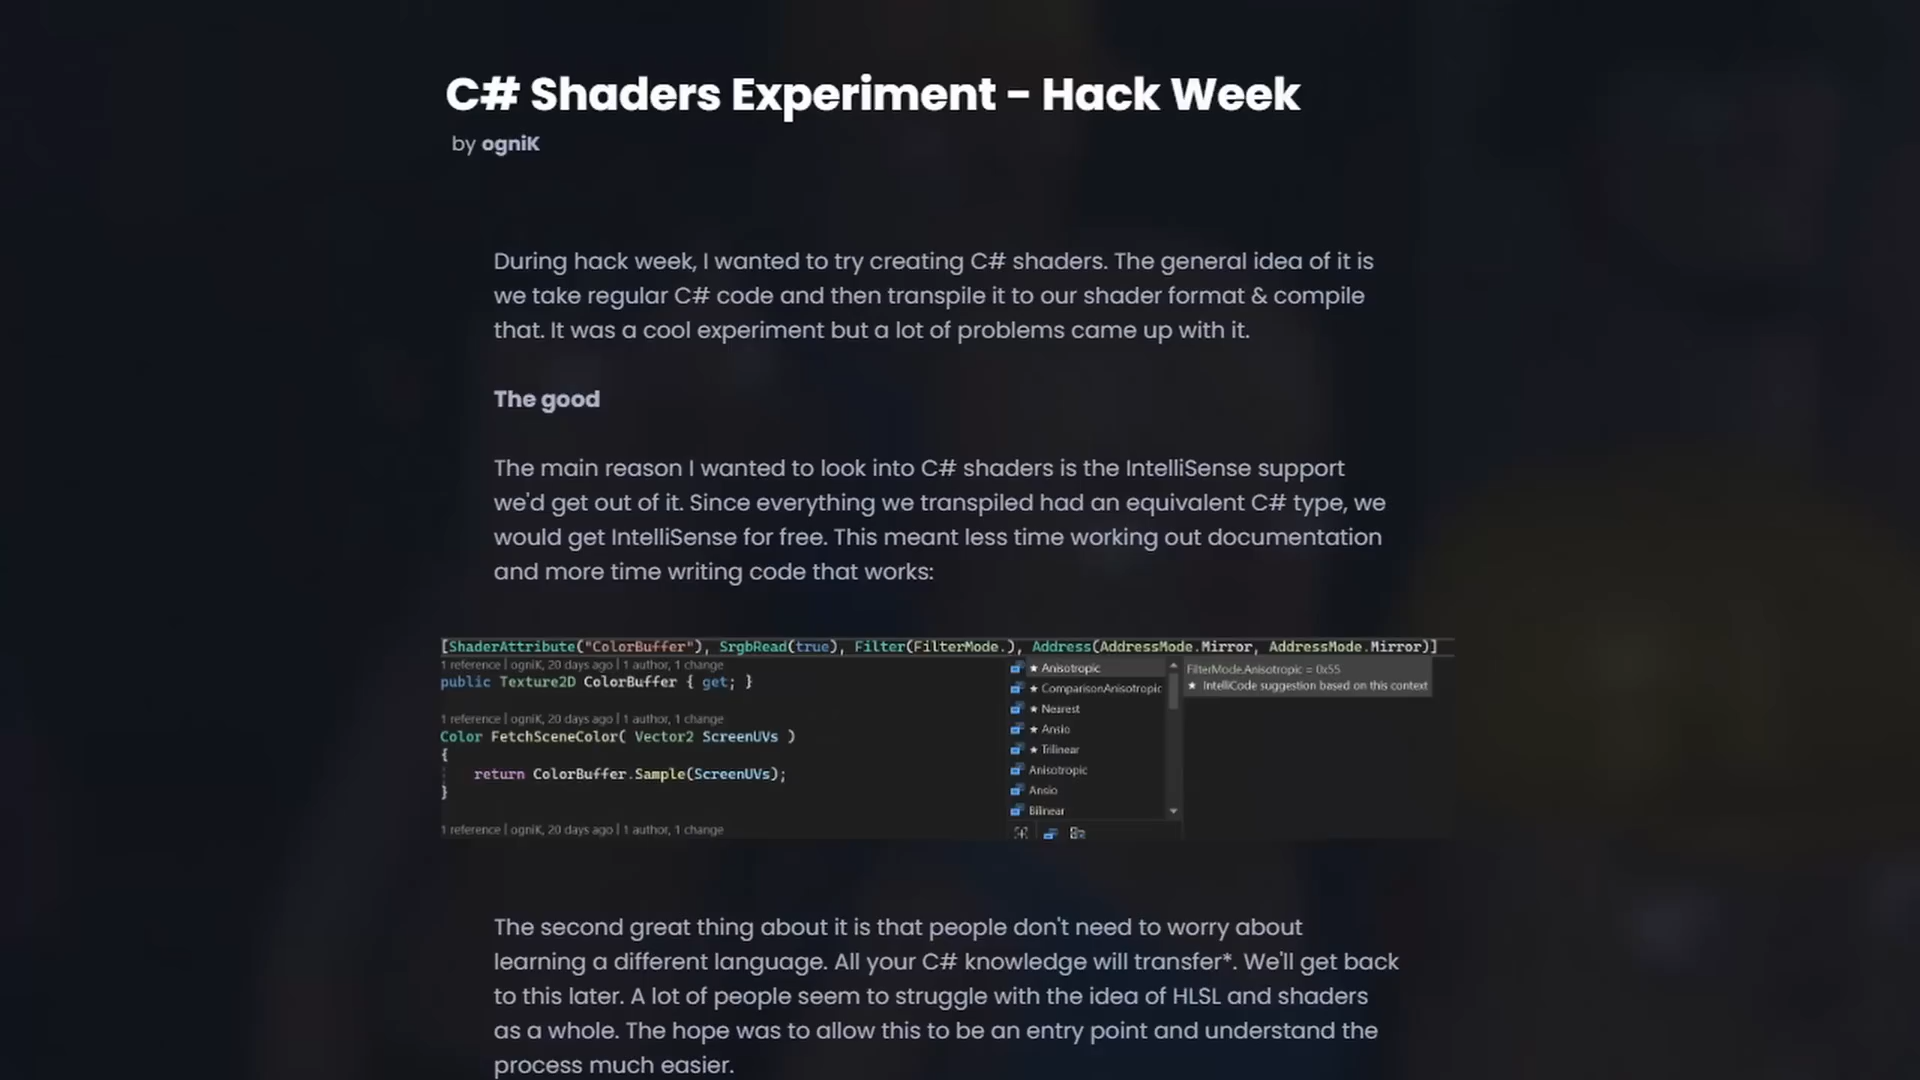 C# Shaders Experiment - Hack Week
by ogniK
During hack week, I wanted to try creating C# shaders. The general idea of it is
we take regular C# code and then transpile it to our shader format & compile
that. It was a cool experiment but a lot of problems came up with it.
The good
The main reason I wanted to look into C# shaders is the IntelliSense support
we'd get out of it. Since everything we transpiled had an equivalent C# type, we
would get IntelliSense for free. This meant less time working out documentation
and more time writing code that works:
[ShaderAttribute("ColorBuffer"), SrgbRead(true), Filter(FilterMode.), Address(AddressMode.Mirror, AddressMode.Mirror)]
1 reference | ogniK, 20 days ago | 1 author, 1 change
public Texture2D ColorBuffer { get; }
1 reference | ogniK, 20 days ago | 1 author, 1 change
Color FetchSceneColor( Vector2 ScreenUVs )
{
return ColorBuffer.Sample(ScreenUVs);
}
1 reference | ogniK, 20 days ago | 1 author, 1 change
★ Anisotropic
★ ComparisonAnisotropic
★ Nearest
★ Ansio
★ Trilinear
Anisotropic
Ansio
Bilinear
FilterMode.Anisotropic = 0x55
★ IntelliCode suggestion based on this context
The second great thing about it is that people don't need to worry about
learning a different language. All your C# knowledge will transfer*. We'll get back
to this later. A lot of people seem to struggle with the idea of HLSL and shaders
as a whole. The hope was to allow this to be an entry point and understand the
process much easier.